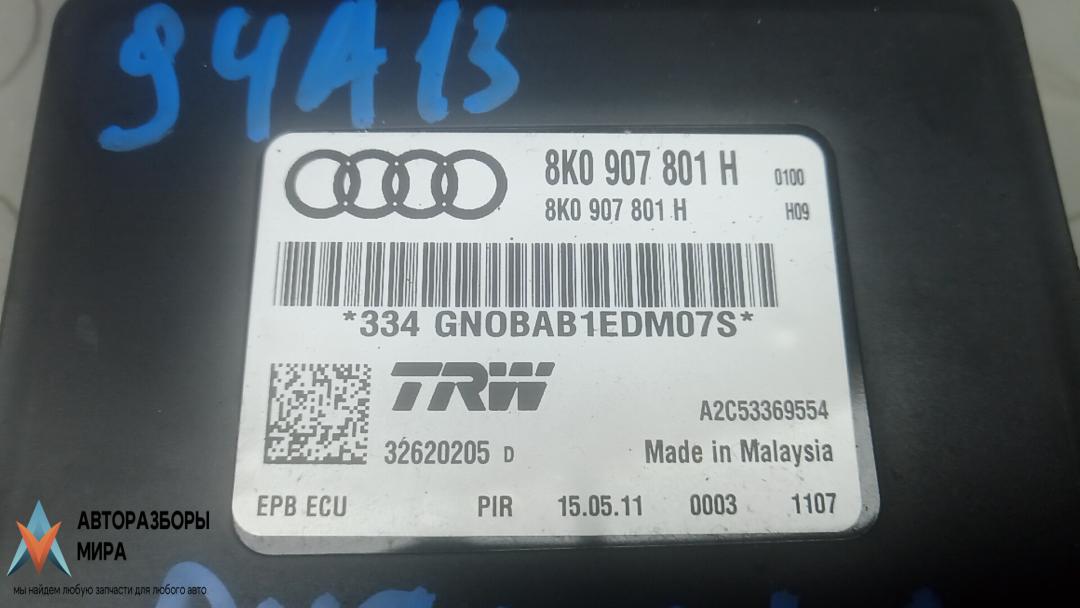 94A13
8K0 907 801 H 0100
8K0 907 801 H H09
*334 GNOBAB1EDM07S*
TRW
A2C53369554
32620205 D Made in Malaysia
EPB ECU PIR 15.05.11 0003 1107
АВТОРАЗБОРЫ
МИРА
мы найдем любую запчасти для любого авто